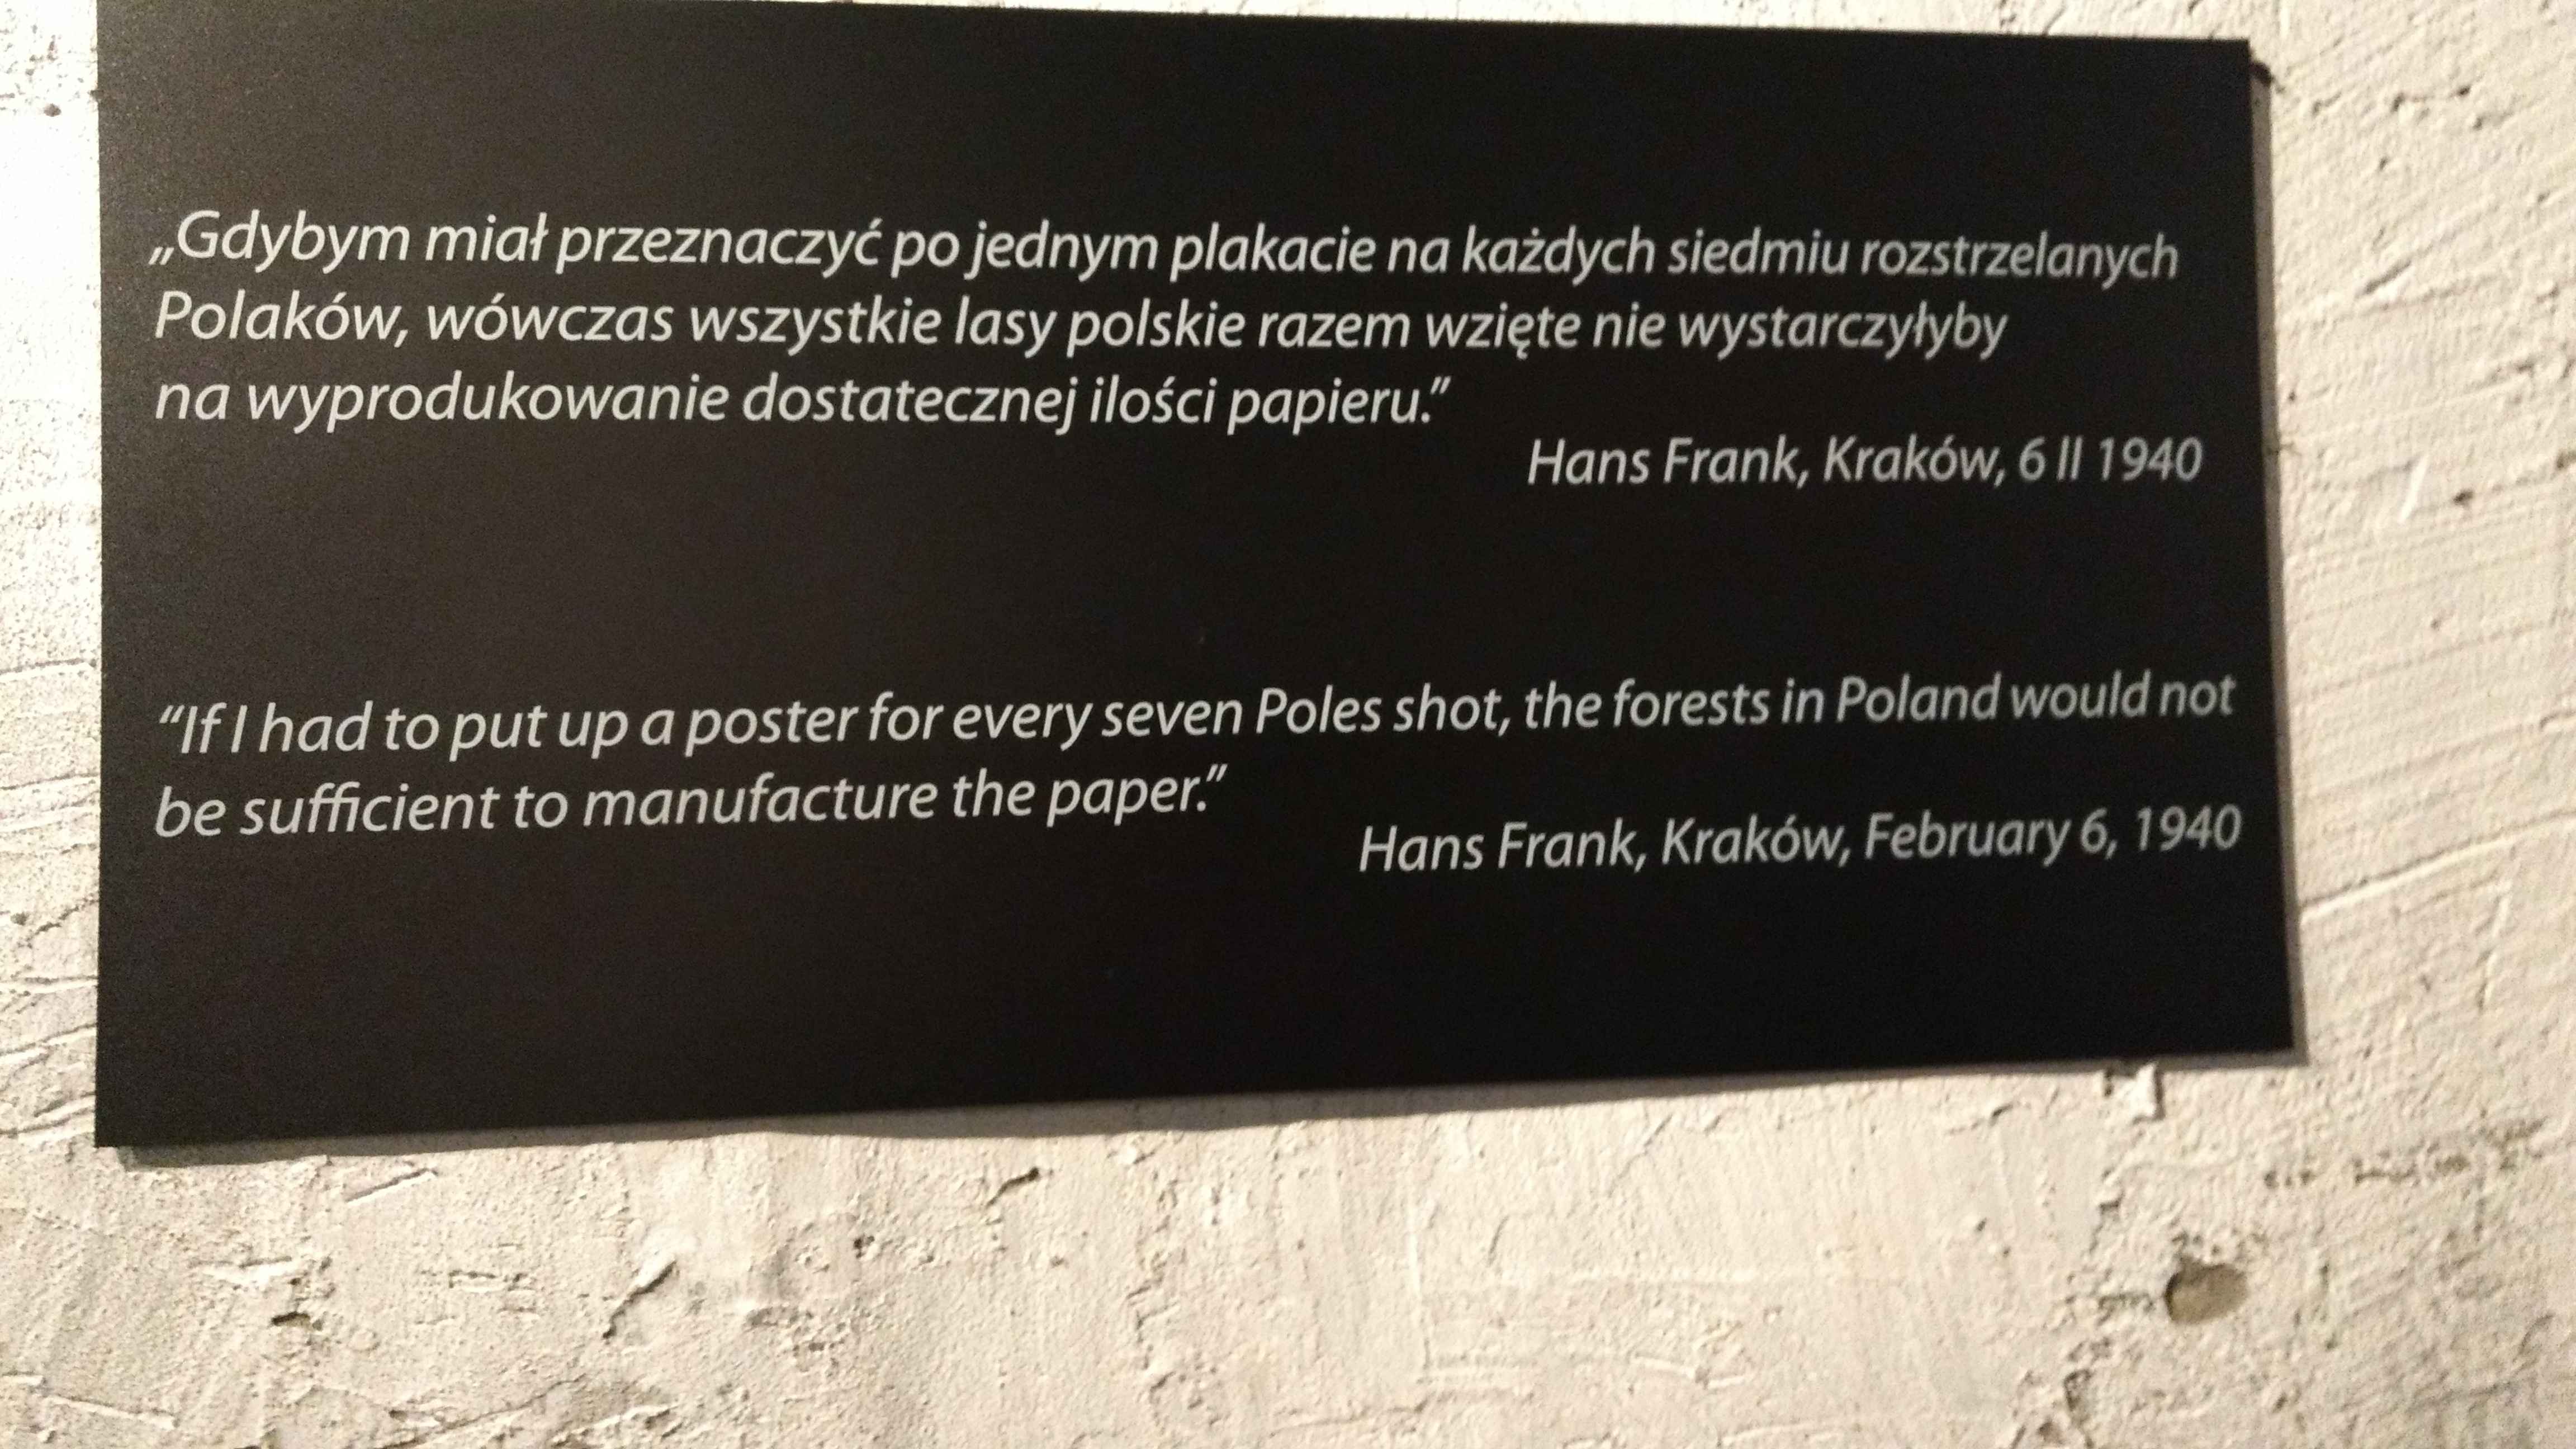 „Gdybym miał przeznaczyć po jednym plakacie na każdych siedmiu rozstrzelanych
Polaków, wówczas wszystkie lasy polskie razem wzięte nie wystarczyłyby
na wyprodukowanie dostatecznej ilości papieru.”
Hans Frank, Kraków, 6 II 1940
“If I had to put up a poster for every seven Poles shot, the forests in Poland would not
be sufficient to manufacture the paper.”
Hans Frank, Kraków, February 6, 1940